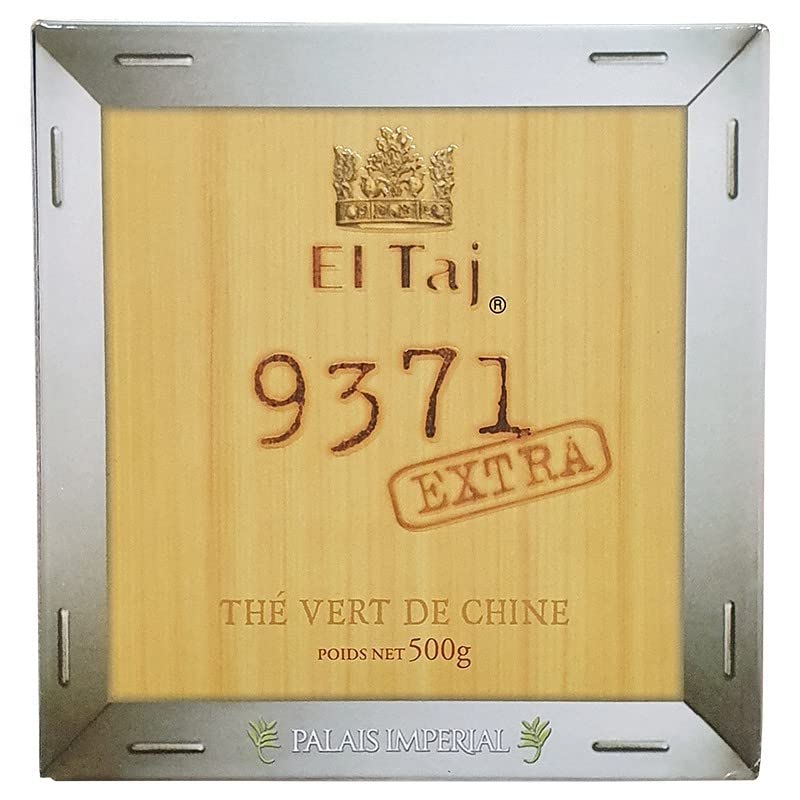 El Taj ®
9371
EXTRA
THÉ VERT DE CHINE
POIDS NET 500g
PALAIS IMPERIAL